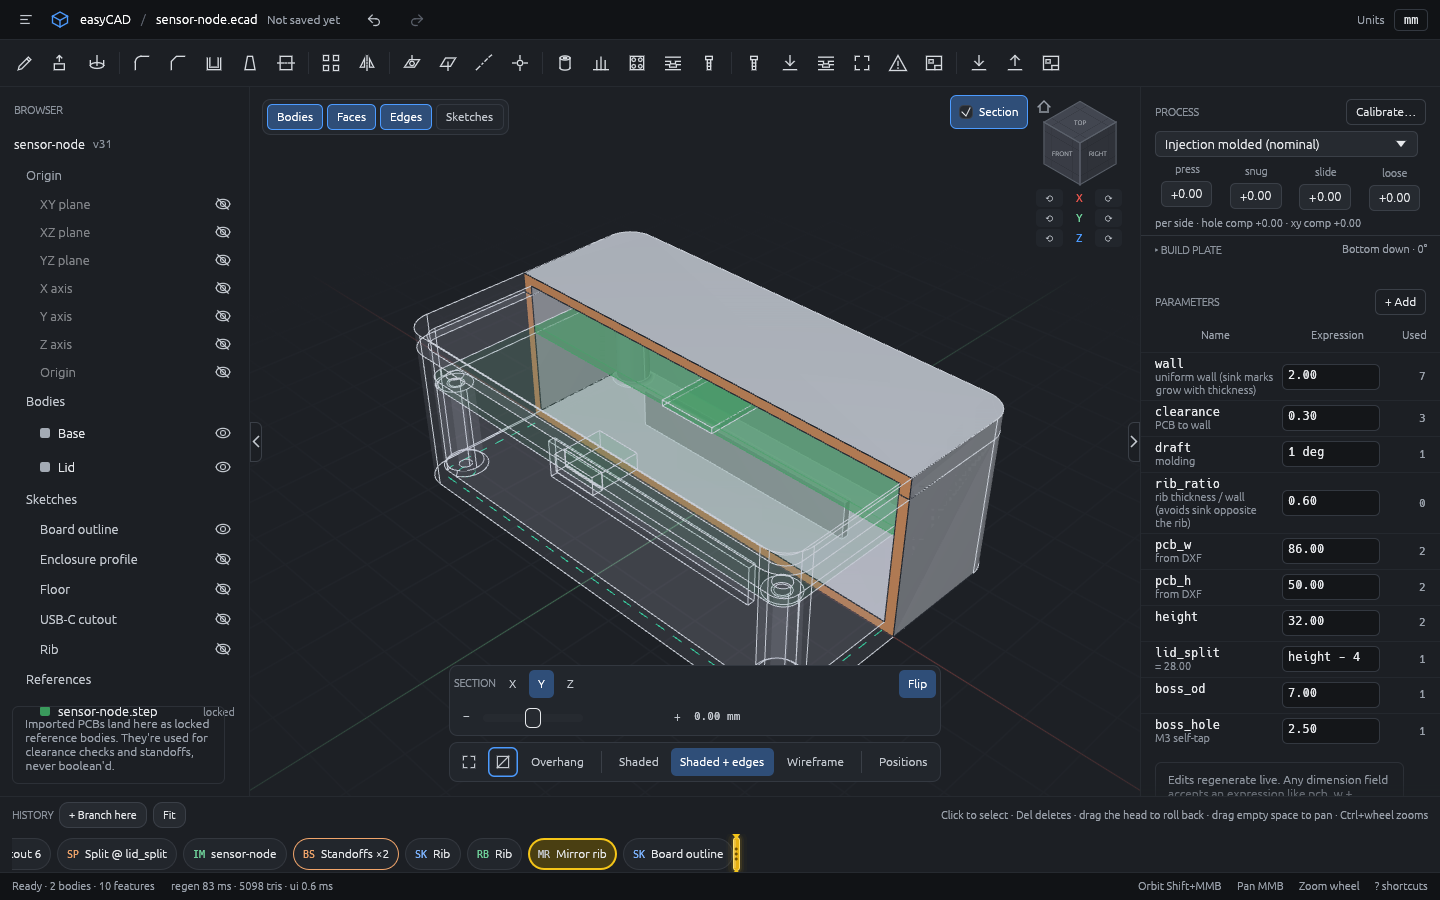 easyCAD / sensor-node.ecad Not saved yet
Units mm
BROWSER
sensor-node v31
Origin
XY plane
XZ plane
YZ plane
X axis
Y axis
Z axis
Origin
Bodies
Base
Lid
Sketches
Board outline
Enclosure profile
Floor
USB-C cutout
Rib
References
sensor-node.step locked
Imported PCBs land here as locked
reference bodies. They're used for
clearance checks and standoffs,
never boolean'd.
Bodies Faces Edges Sketches
Section
TOP
FRONT RIGHT
X
Y
Z
SECTION X Y Z Flip
− + 0.00 mm
Overhang Shaded Shaded + edges Wireframe Positions
PROCESS Calibrate...
Injection molded (nominal)
press snug slide loose
+0.00 +0.00 +0.00 +0.00
per side · hole comp +0.00 · xy comp +0.00
BUILD PLATE Bottom down · 0°
PARAMETERS + Add
Name Expression Used
wall 2.00 7
uniform wall (sink marks
grow with thickness)
clearance 0.30 3
PCB to wall
draft 1 deg 1
molding
rib_ratio 0.60 0
rib thickness / wall
(avoids sink opposite
the rib)
pcb_w 86.00 2
from DXF
pcb_h 50.00 2
from DXF
height 32.00 2
lid_split height - 4 1
= 28.00
boss_od 7.00 1
boss_hole 2.50 1
M3 self-tap
Edits regenerate live. Any dimension field
accepts an expression like pcb_w +
HISTORY + Branch here Fit
Click to select · Del deletes · drag the head to roll back · drag empty space to pan · Ctrl+wheel zooms
out 6 SP Split @ lid_split IM sensor-node BS Standoffs ×2 SK Rib RB Rib MR Mirror rib SK Board outline
Ready · 2 bodies · 10 features regen 83 ms · 5098 tris · ui 0.6 ms
Orbit Shift+MMB Pan MMB Zoom wheel ? shortcuts